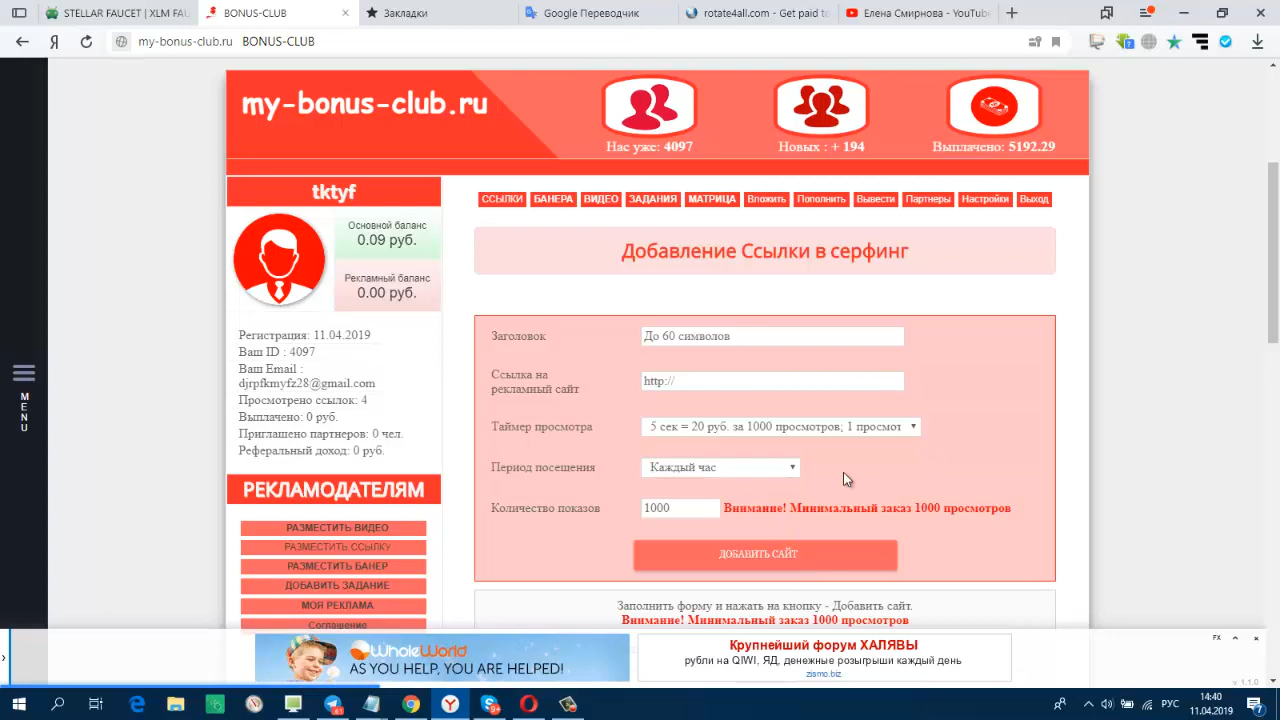 STELLAR FAUCET | XLM FAU
BONUS-CLUB
Закладки
Google Переводчик
rotate4all.com - Get paid to
Елена Смирнова - YouTube
my-bonus-club.ru BONUS-CLUB
my-bonus-club.ru
Нас уже: 4097
Новых : + 194
Выплачено: 5192.29
tktyf
ССЫЛКИ БАНЕРА ВИДЕО ЗАДАНИЯ МАТРИЦА Вложить Пополнить Вывести Партнеры Настройки Выход
Основной баланс
0.09 руб.
Рекламный баланс
0.00 руб.
Добавление Ссылки в серфинг
Регистрация: 11.04.2019
Ваш ID : 4097
Ваш Email :
djrpfkmyfz28@gmail.com
Просмотрено ссылок: 4
Выплачено: 0 руб.
Приглашено партнеров: 0 чел.
Реферальный доход: 0 руб.
Заголовок
До 60 символов
Ссылка на
рекламный сайт
http://
Таймер просмотра
5 сек = 20 руб. за 1000 просмотров; 1 просмот
Период посешения
Каждый час
Количество показов
1000
Внимание! Минимальный заказ 1000 просмотров
ДОБАВИТЬ САЙТ
Заполнить форму и нажать на кнопку - Добавить сайт.
Внимание! Минимальный заказ 1000 просмотров
РЕКЛАМОДАТЕЛЯМ
РАЗМЕСТИТЬ ВИДЕО
РАЗМЕСТИТЬ ССЫЛКУ
РАЗМЕСТИТЬ БАНЕР
ДОБАВИТЬ ЗАДАНИЕ
МОЯ РЕКЛАМА
Соглашение
MENU
WholeWorld
AS YOU HELP, YOU ARE HELPED!
Крупнейший форум ХАЛЯВЫ
рубли на QIWI, ЯД, денежные розыгрыши каждый день
zismo.biz
FX
v. 1.1.0
РУС
14:40
11.04.2019